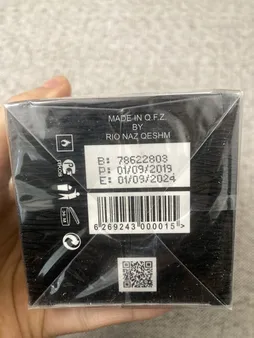 MADE IN Q.F.Z.
BY
RIO NAZ QESHM
B: 78622803
P: 01/09/2019
E: 01/09/2024
6 269243 000015 >